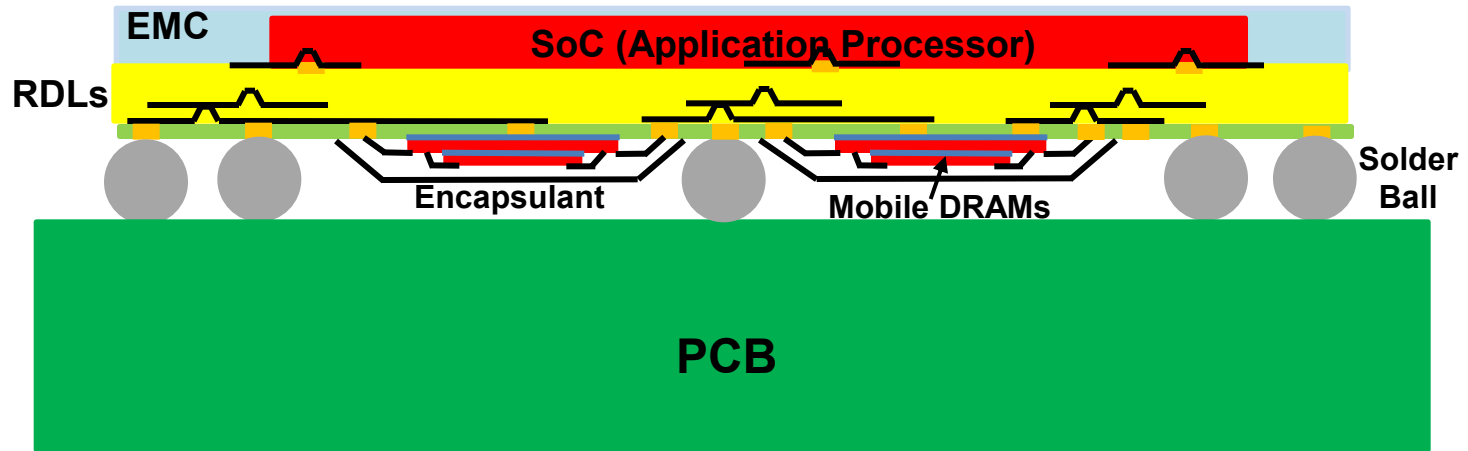 EMC
SoC (Application Processor)
RDLs
Encapsulant
Mobile DRAMs
Solder
Ball
PCB